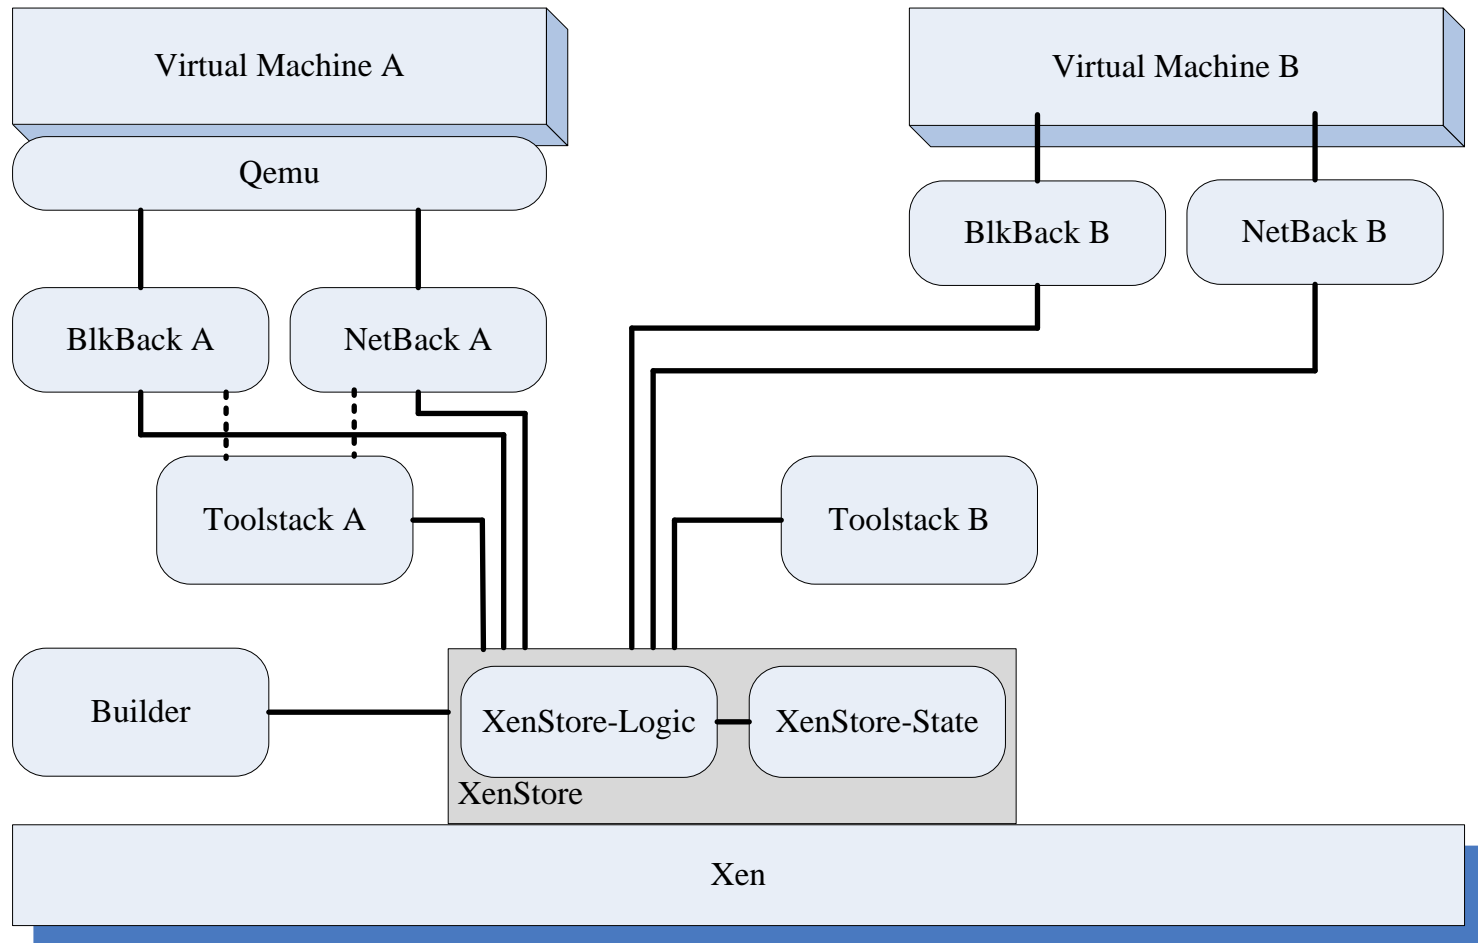 Virtual Machine A
Virtual Machine B
Qemu
BlkBack B
NetBack B
BlkBack A
NetBack A
Toolstack A
Toolstack B
Builder
XenStore-Logic
XenStore-State
XenStore
Xen